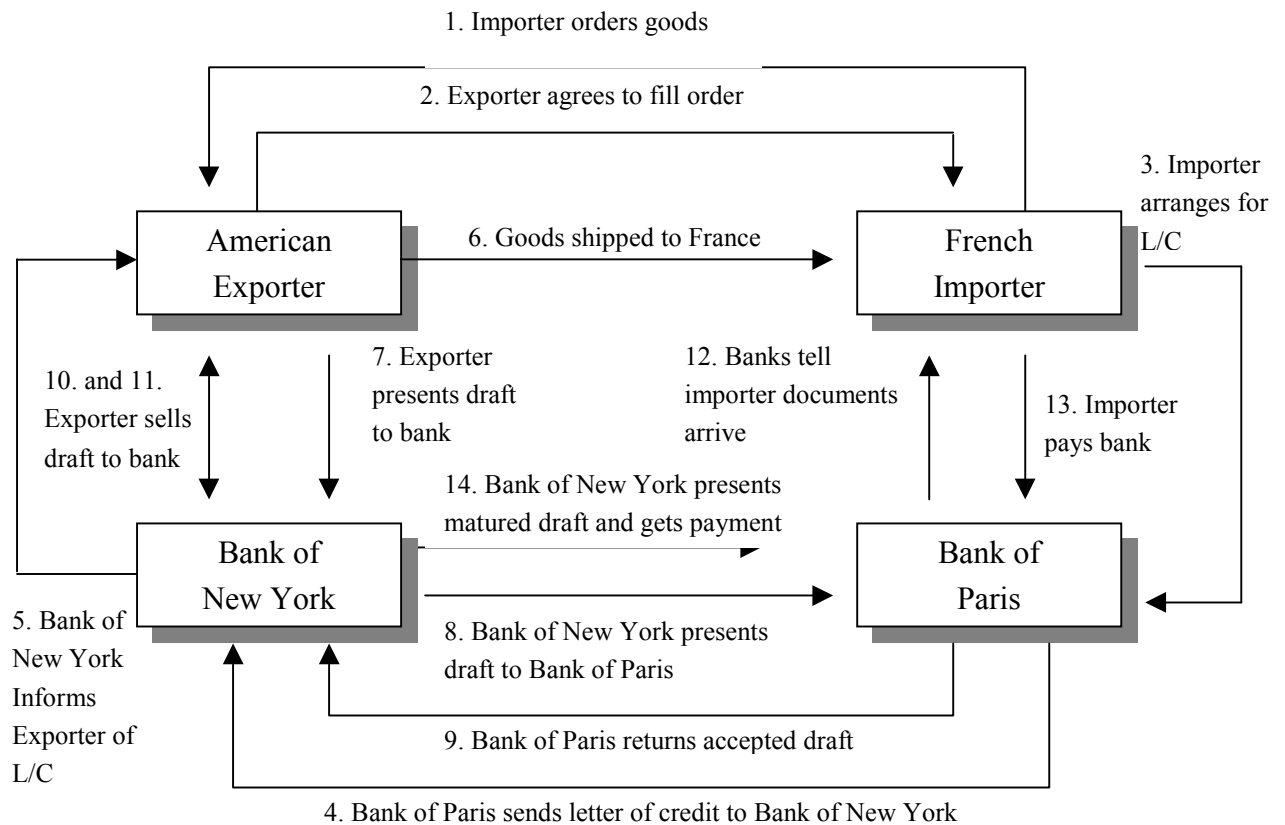 1. Importer orders goods
2. Exporter agrees to fill order
3. Importer
arranges for
L/C
American
Exporter
6. Goods shipped to France
French
Importer
10. and 11.
Exporter sells
draft to bank
7. Exporter
presents draft
to bank
12. Banks tell
importer documents
arrive
13. Importer
pays bank
14. Bank of New York presents
matured draft and gets payment
Bank of
New York
Bank of
Paris
5. Bank of
New York
Informs
Exporter of
L/C
8. Bank of New York presents
draft to Bank of Paris
9. Bank of Paris returns accepted draft
4. Bank of Paris sends letter of credit to Bank of New York